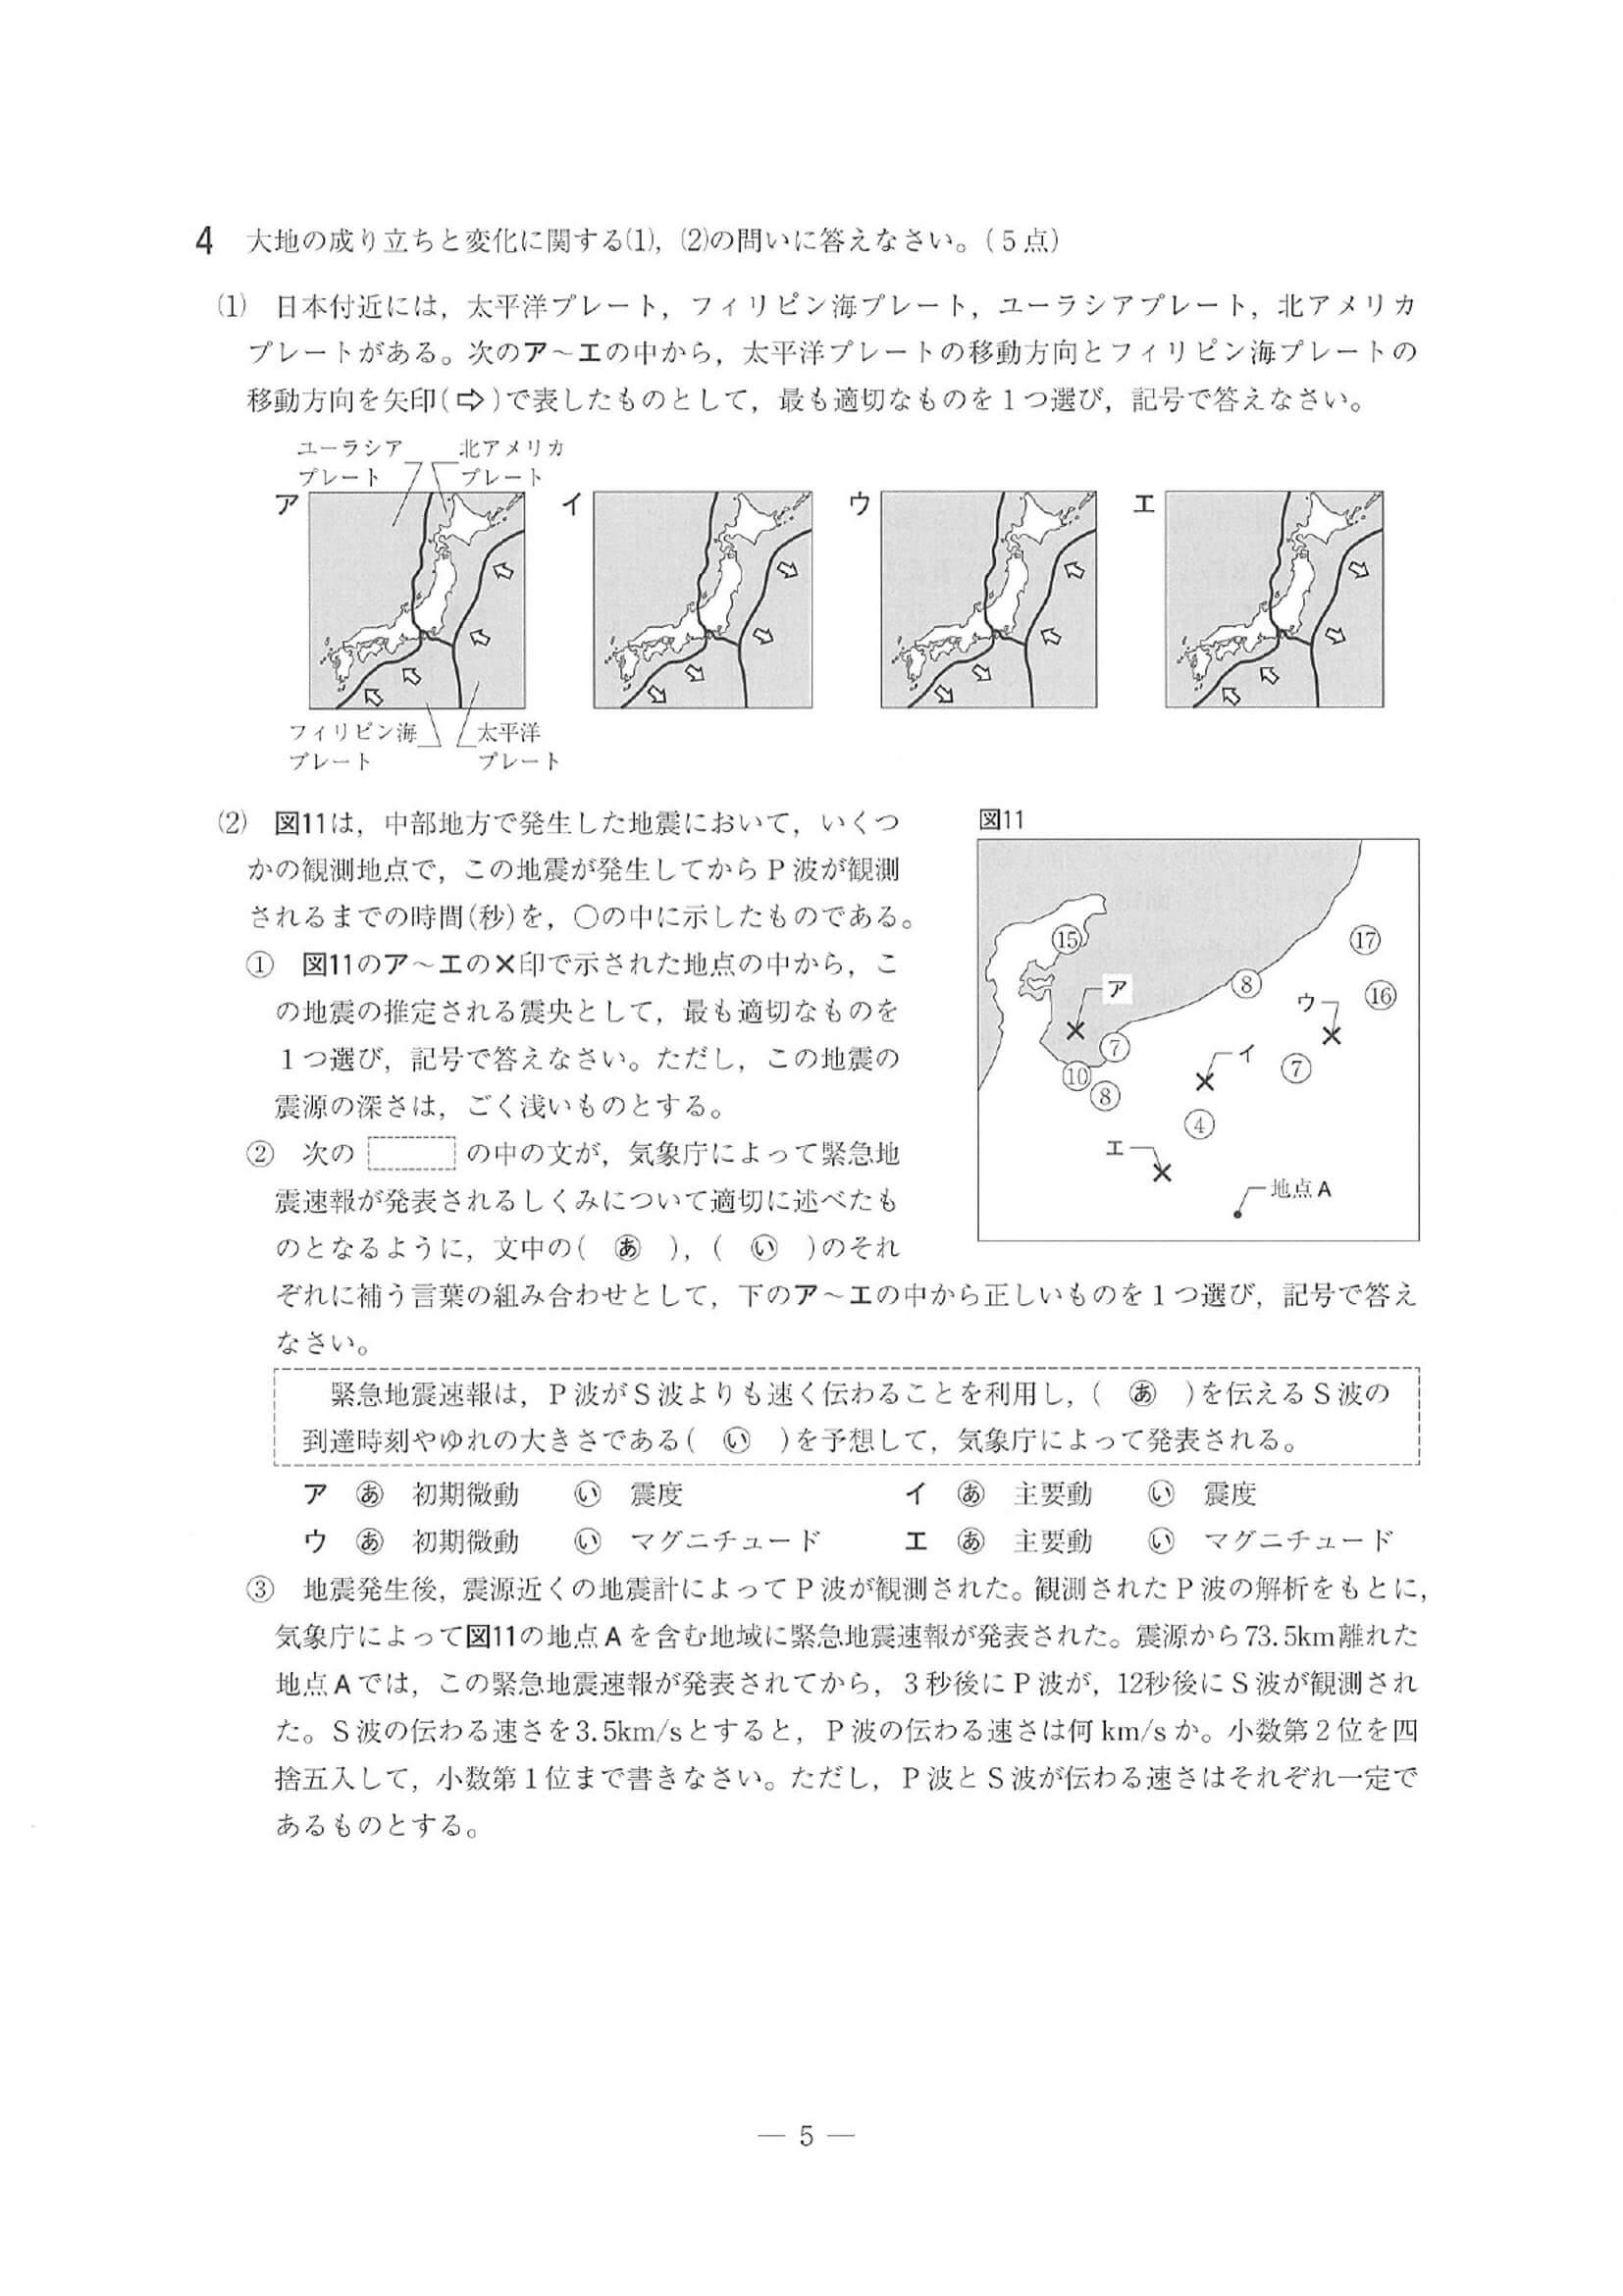 4 大地の成り立ちと変化に関する(1)，(2)の問いに答えなさい。(５点)
(1) 日本付近には，太平洋プレート，フィリピン海プレート，ユーラシアプレート，北アメリカ
プレートがある。次のア～エの中から，太平洋プレートの移動方向とフィリピン海プレートの
移動方向を矢印(⇨)で表したものとして，最も適切なものを１つ選び，記号で答えなさい。
ユーラシア
プレート
北アメリカ
プレート
ア
イ
ウ
エ
フィリピン海
プレート
太平洋
プレート
(2) 図11は，中部地方で発生した地震において，いくつ
かの観測地点で，この地震が発生してからＰ波が観測
されるまでの時間(秒)を，○の中に示したものである。
① 図11のア～エの×印で示された地点の中から，こ
の地震の推定される震央として，最も適切なものを
１つ選び，記号で答えなさい。ただし，この地震の
震源の深さは，ごく浅いものとする。
② 次の の中の文が，気象庁によって緊急地
震速報が発表されるしくみについて適切に述べたも
のとなるように，文中の( あ )，( い )のそれ
ぞれに補う言葉の組み合わせとして，下のア～エの中から正しいものを１つ選び，記号で答え
なさい。
図11
⑮
⑰
ア
⑧
ウ
⑯
⑦
イ
⑦
⑩
⑧
④
エ
地点A
緊急地震速報は，Ｐ波がＳ波よりも速く伝わることを利用し，( あ )を伝えるＳ波の
到達時刻やゆれの大きさである( い )を予想して，気象庁によって発表される。
ア あ 初期微動 い 震度 イ あ 主要動 い 震度
ウ あ 初期微動 い マグニチュード エ あ 主要動 い マグニチュード
③ 地震発生後，震源近くの地震計によってＰ波が観測された。観測されたＰ波の解析をもとに，
気象庁によって図11の地点Ａを含む地域に緊急地震速報が発表された。震源から73.5km離れた
地点Ａでは，この緊急地震速報が発表されてから，３秒後にＰ波が，12秒後にＳ波が観測され
た。Ｓ波の伝わる速さを3.5km/sとすると，Ｐ波の伝わる速さは何km/sか。小数第２位を四
捨五入して，小数第１位まで書きなさい。ただし，Ｐ波とＳ波が伝わる速さはそれぞれ一定で
あるものとする。
— 5 —